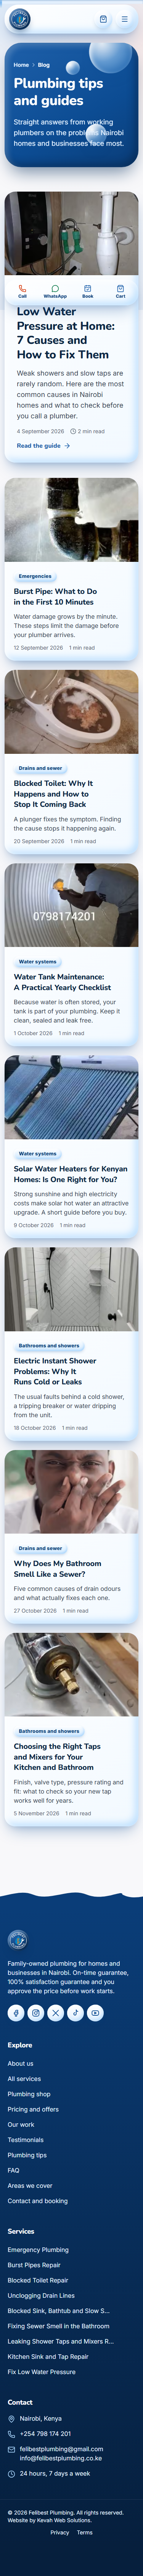 Home > Blog
Plumbing tips
and guides
Straight answers from working
plumbers on the problems Nairobi
homes and businesses face most.
Call
WhatsApp
Book
Cart
Low Water
Pressure at Home:
7 Causes and
How to Fix Them
Weak showers and slow taps are
rarely random. Here are the most
common causes in Nairobi
homes and what to check before
you call a plumber.
4 September 2026 2 min read
Read the guide →
Emergencies
Burst Pipe: What to Do
in the First 10 Minutes
Water damage grows by the minute.
These steps limit the damage before
your plumber arrives.
12 September 2026 1 min read
Drains and sewer
Blocked Toilet: Why It
Happens and How to
Stop It Coming Back
A plunger fixes the symptom. Finding
the cause stops it happening again.
20 September 2026 1 min read
0798174201
Water systems
Water Tank Maintenance:
A Practical Yearly Checklist
Because water is often stored, your
tank is part of your plumbing. Keep it
clean, sealed and leak free.
1 October 2026 1 min read
Water systems
Solar Water Heaters for Kenyan
Homes: Is One Right for You?
Strong sunshine and high electricity
costs make solar hot water an attractive
upgrade. A short guide before you buy.
9 October 2026 1 min read
Bathrooms and showers
Electric Instant Shower
Problems: Why It
Runs Cold or Leaks
The usual faults behind a cold shower,
a tripping breaker or water dripping
from the unit.
18 October 2026 1 min read
Drains and sewer
Why Does My Bathroom
Smell Like a Sewer?
Five common causes of drain odours
and what actually fixes each one.
27 October 2026 1 min read
Bathrooms and showers
Choosing the Right Taps
and Mixers for Your
Kitchen and Bathroom
Finish, valve type, pressure rating and
fit: what to check so your new tap
works well for years.
5 November 2026 1 min read
Family-owned plumbing for homes and
businesses in Nairobi. On-time guarantee,
100% satisfaction guarantee and you
approve the price before work starts.
Explore
About us
All services
Plumbing shop
Pricing and offers
Our work
Testimonials
Plumbing tips
FAQ
Areas we cover
Contact and booking
Services
Emergency Plumbing
Burst Pipes Repair
Blocked Toilet Repair
Unclogging Drain Lines
Blocked Sink, Bathtub and Slow S...
Fixing Sewer Smell in the Bathroom
Leaking Shower Taps and Mixers R...
Kitchen Sink and Tap Repair
Fix Low Water Pressure
Contact
Nairobi, Kenya
+254 798 174 201
felibestplumbing@gmail.com
info@felibestplumbing.co.ke
24 hours, 7 days a week
© 2026 Felibest Plumbing. All rights reserved.
Website by Kevah Web Solutions.
Privacy Terms